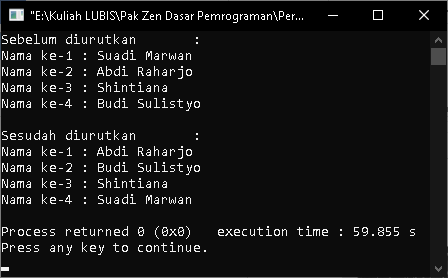 "E:\Kuliah LUBIS\Pak Zen Dasar Pemrograman\Per...
Sebelum diurutkan       :
Nama ke-1 : Suadi Marwan
Nama ke-2 : Abdi Raharjo
Nama ke-3 : Shintiana
Nama ke-4 : Budi Sulistyo
Sesudah diurutkan       :
Nama ke-1 : Abdi Raharjo
Nama ke-2 : Budi Sulistyo
Nama ke-3 : Shintiana
Nama ke-4 : Suadi Marwan
Process returned 0 (0x0)   execution time : 59.855 s
Press any key to continue.